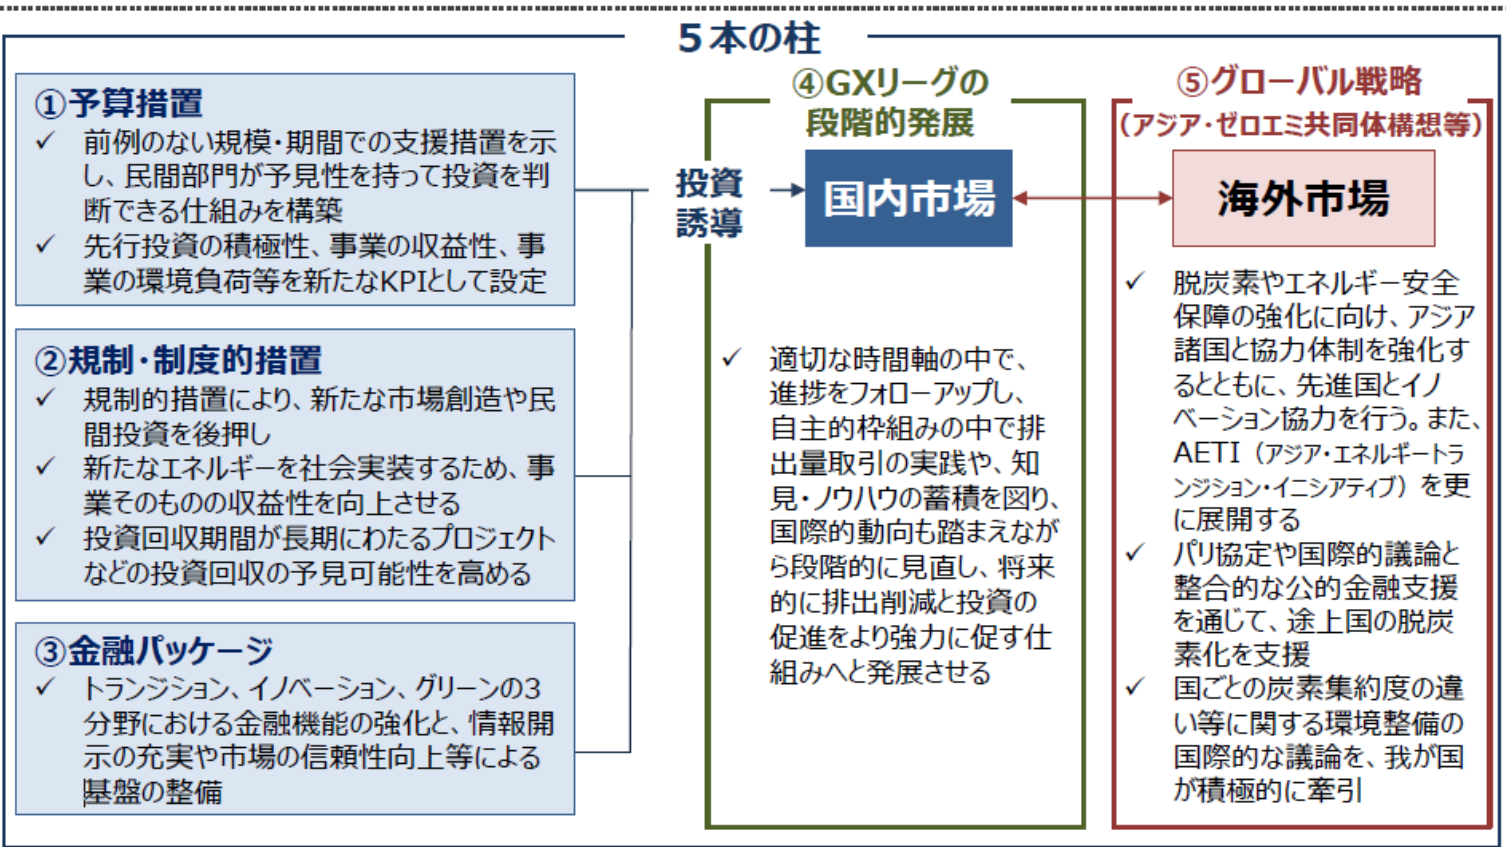 5本の柱
①予算措置
✓ 前例のない規模・期間での支援措置を示
し、民間部門が予見性を持って投資を判
断できる仕組みを構築
✓ 先行投資の積極性、事業の収益性、事
業の環境負荷等を新たなKPIとして設定
②規制・制度的措置
✓ 規制的措置により、新たな市場創造や民
間投資を後押し
✓ 新たなエネルギーを社会実装するため、事
業そのものの収益性を向上させる
✓ 投資回収期間が長期にわたるプロジェクト
などの投資回収の予見可能性を高める
③金融パッケージ
✓ トランジション、イノベーション、グリーンの3
分野における金融機能の強化と、情報開
示の充実や市場の信頼性向上等による
基盤の整備
投資
誘導
④GXリーグの
段階的発展
国内市場
✓ 適切な時間軸の中で、
進捗をフォローアップし、
自主的枠組みの中で排
出量取引の実践や、知
見・ノウハウの蓄積を図り、
国際的動向も踏まえなが
ら段階的に見直し、将来
的に排出削減と投資の
促進をより強力に促す仕
組みへと発展させる
⑤グローバル戦略
（アジア・ゼロエミ共同体構想等）
海外市場
✓ 脱炭素やエネルギー安全
保障の強化に向け、アジア
諸国と協力体制を強化す
るとともに、先進国とイノ
ベーション協力を行う。また、
AETI（アジア・エネルギートラ
ンジション・イニシアティブ）を更
に展開する
✓ パリ協定や国際的議論と
整合的な公的金融支援
を通じて、途上国の脱炭
素化を支援
✓ 国ごとの炭素集約度の違
い等に関する環境整備の
国際的な議論を、我が国
が積極的に牽引